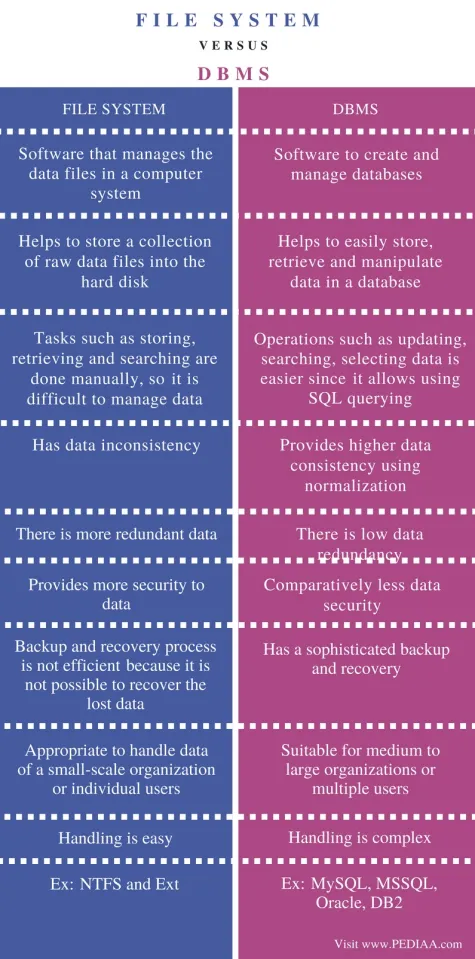 FILE SYSTEM
VERSUS
DBMS
FILE SYSTEM
DBMS
Software that manages the
data files in a computer
system
Software to create and
manage databases
Helps to store a collection
of raw data files into the
hard disk
Helps to easily store,
retrieve and manipulate
data in a database
Tasks such as storing,
retrieving and searching are
done manually, so it is
difficult to manage data
Operations such as updating,
searching, selecting data is
easier since it allows using
SQL querying
Has data inconsistency
Provides higher data
consistency using
normalization
There is more redundant data
There is low data
redundancy
Provides more security to
data
Comparatively less data
security
Backup and recovery process
is not efficient because it is
not possible to recover the
lost data
Has a sophisticated backup
and recovery
Appropriate to handle data
of a small-scale organization
or individual users
Suitable for medium to
large organizations or
multiple users
Handling is easy
Handling is complex
Ex: NTFS and Ext
Ex: MySQL, MSSQL,
Oracle, DB2
Visit www.PEDIAA.com